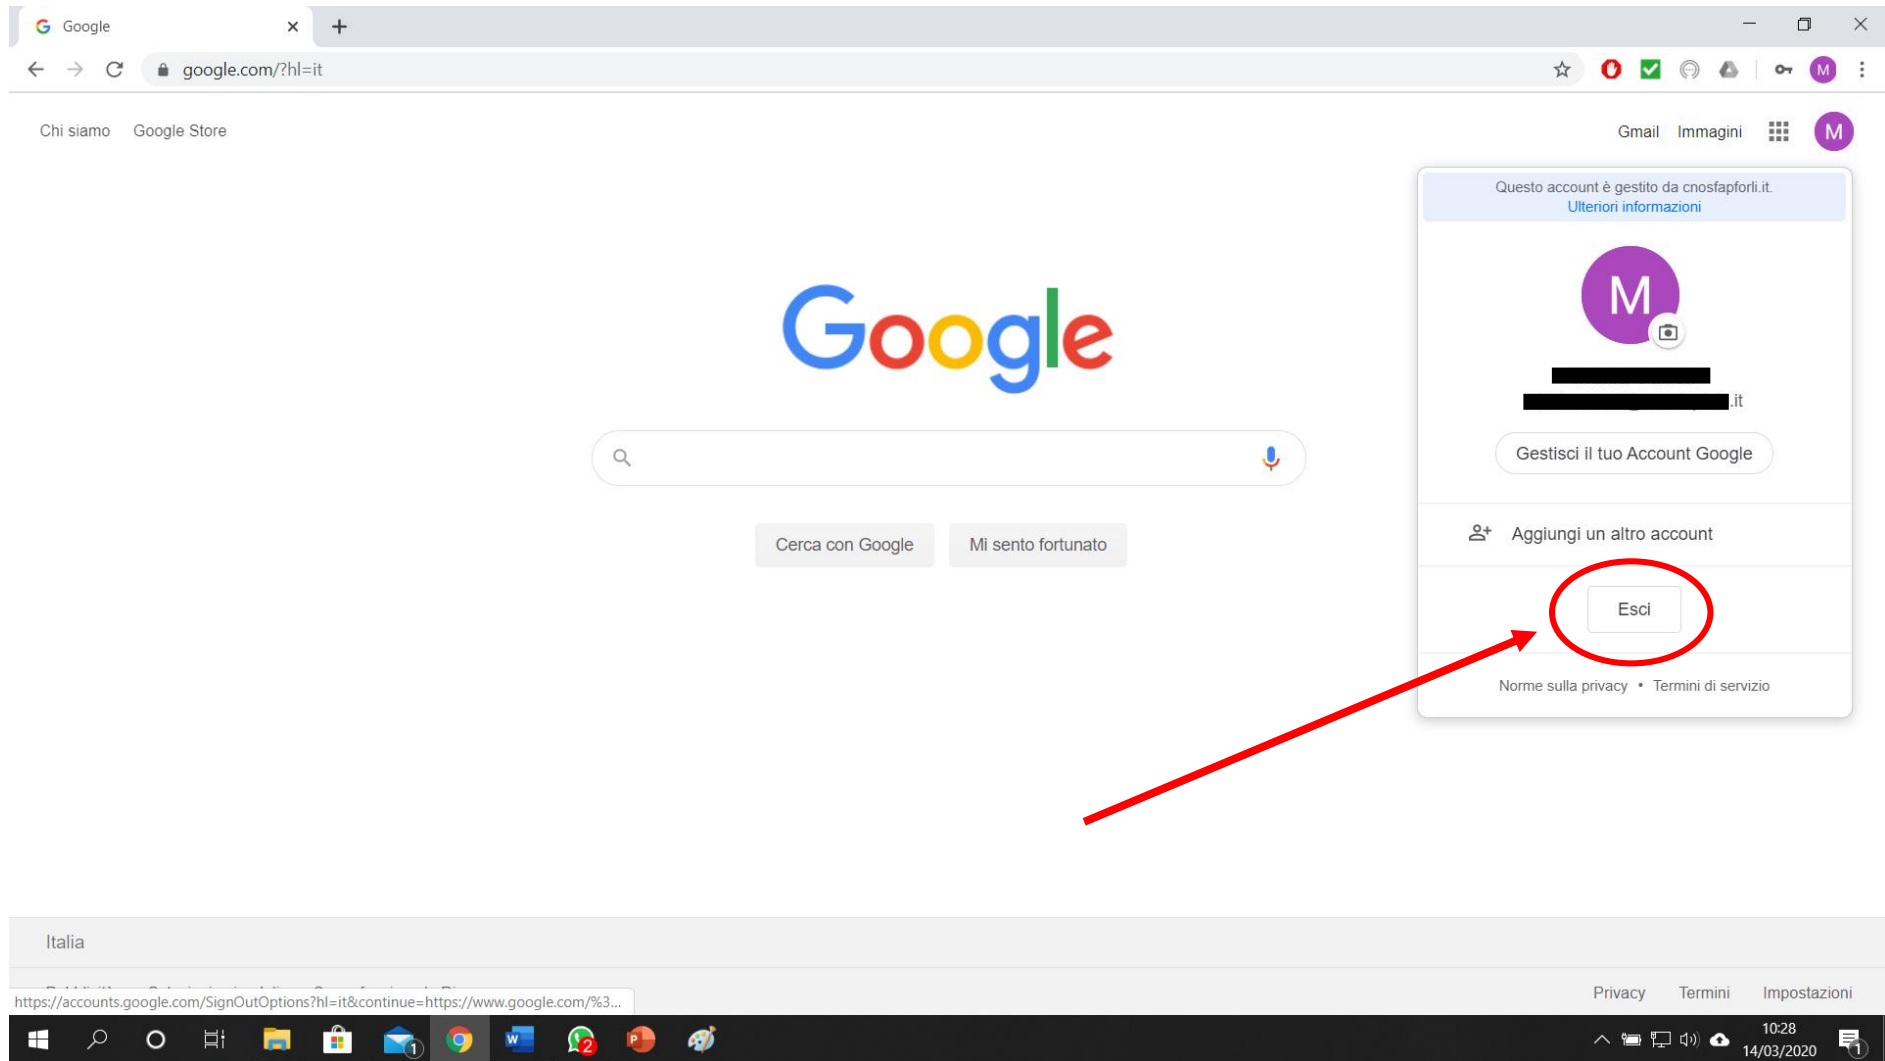 Google
google.com/?hl=it
M
Chi siamo Google Store
Gmail Immagini
M
Questo account è gestito da cnosfapforli.it.
Ulteriori informazioni
M
Google
.it
Gestisci il tuo Account Google
Cerca con Google Mi sento fortunato
Aggiungi un altro account
Esci
Norme sulla privacy • Termini di servizio
Italia
https://accounts.google.com/SignOutOptions?hl=it&continue=https://www.google.com/%3...
Privacy Termini Impostazioni
1
W
2
P
10:28
14/03/2020
1